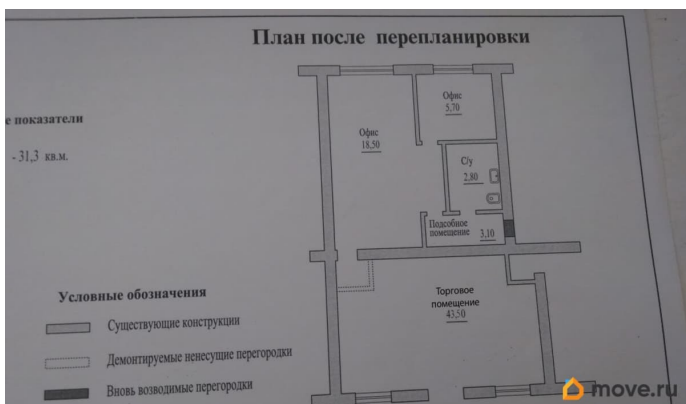 План после перепланировки
е показатели
- 31,3 кв.м.
Офис
5,70
Офис
18,50
С/у
2,80
Подсобное
помещение 3,10
Торговое
помещение
43,50
Условные обозначения
Существующие конструкции
Демонтируемые ненесущие перегородки
Вновь возводимые перегородки
move.ru